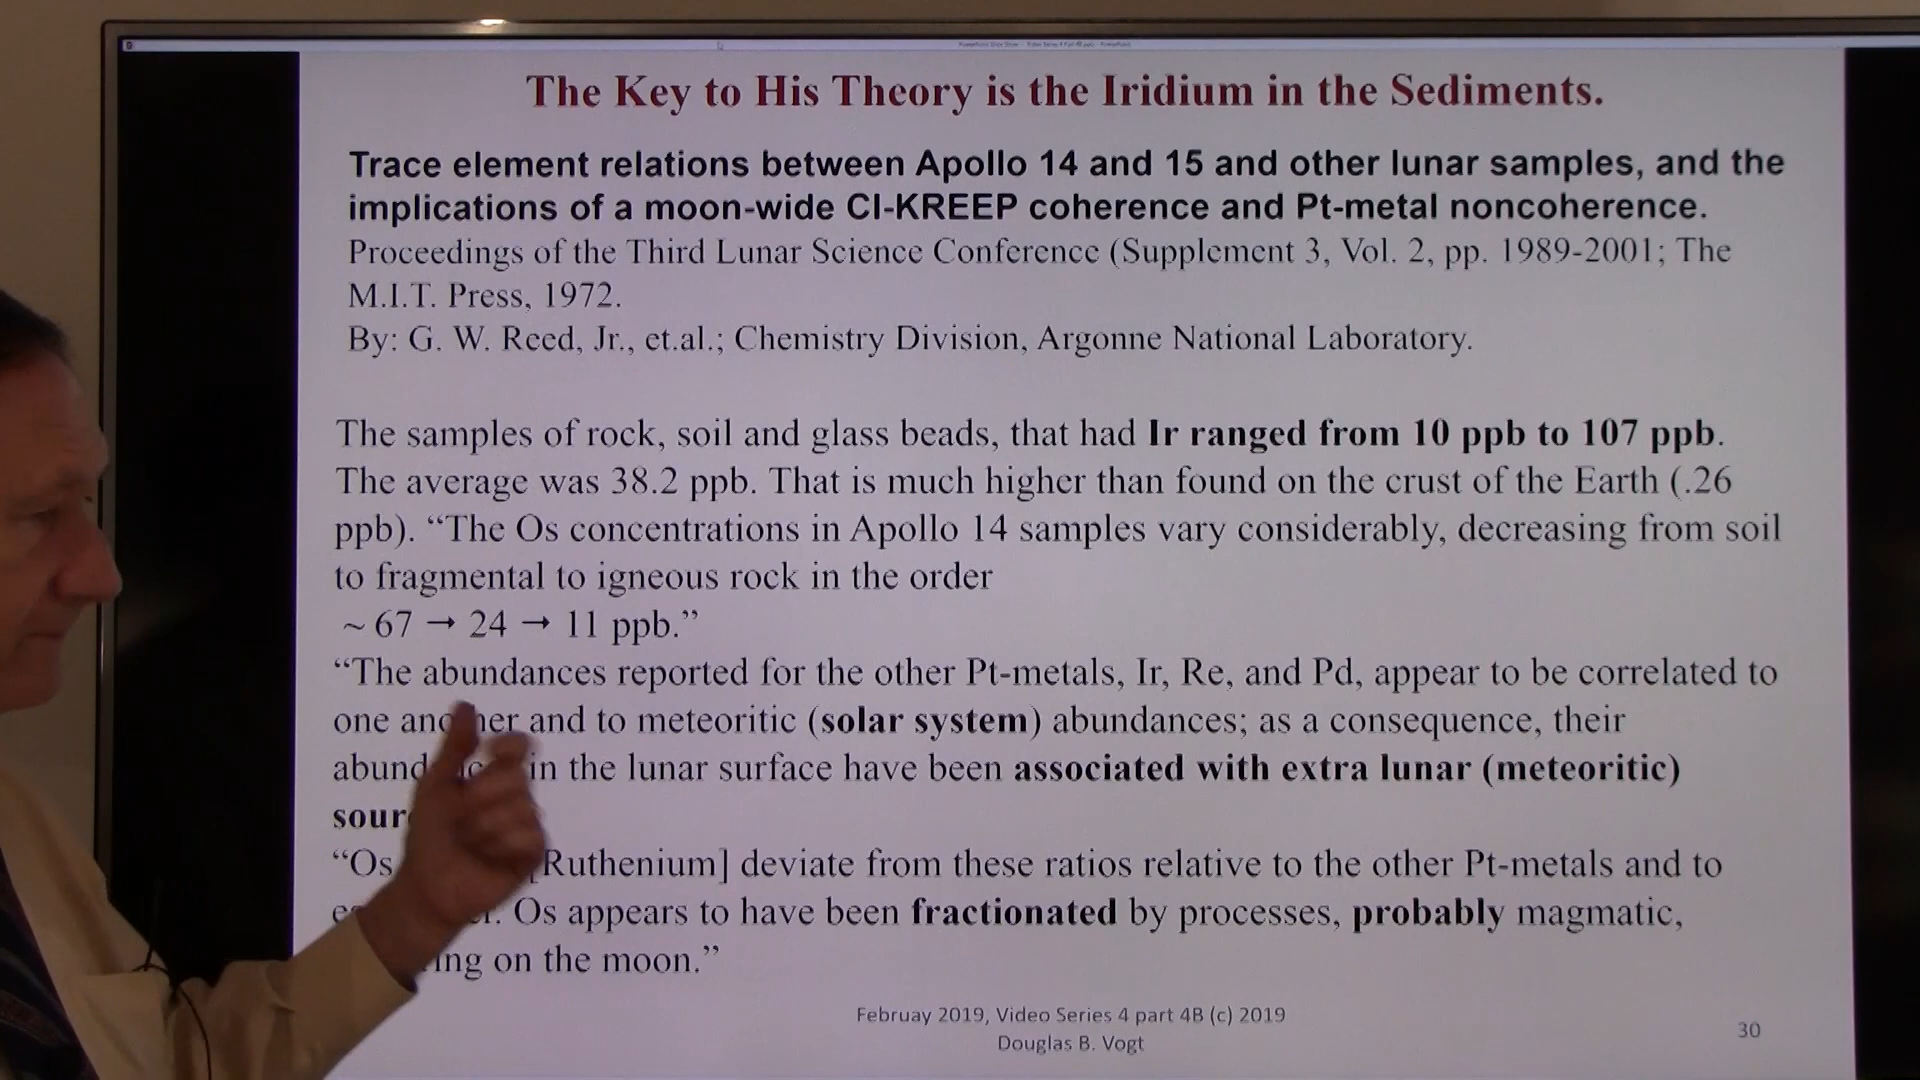 The Key to His Theory is the Iridium in the Sediments.
Trace element relations between Apollo 14 and 15 and other lunar samples, and the
implications of a moon-wide CI-KREEP coherence and Pt-metal noncoherence.
Proceedings of the Third Lunar Science Conference (Supplement 3, Vol. 2, pp. 1989-2001; The
M.I.T. Press, 1972.
By: G. W. Reed, Jr., et.al.; Chemistry Division, Argonne National Laboratory.
The samples of rock, soil and glass beads, that had Ir ranged from 10 ppb to 107 ppb.
The average was 38.2 ppb. That is much higher than found on the crust of the Earth (.26
ppb). “The Os concentrations in Apollo 14 samples vary considerably, decreasing from soil
to fragmental to igneous rock in the order
~ 67 → 24 → 11 ppb.”
“The abundances reported for the other Pt-metals, Ir, Re, and Pd, appear to be correlated to
one and to meteoritic (solar system) abundances; as a consequence, their
in the lunar surface have been associated with extra lunar (meteoritic)
“Os [Ruthenium] deviate from these ratios relative to the other Pt-metals and to
Os appears to have been fractionated by processes, probably magmatic,
on the moon.”
Februay 2019, Video Series 4 part 4B (c) 2019
Douglas B. Vogt
30